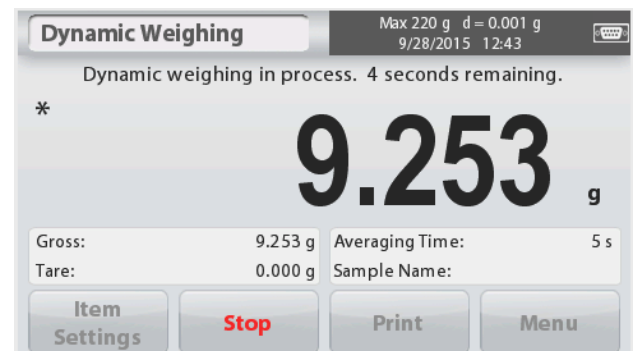 Dynamic Weighing
Max 220 g d = 0.001 g
9/28/2015 12:43
Dynamic weighing in process. 4 seconds remaining.
*
9.253 g
Gross: 9.253 g
Tare: 0.000 g
Averaging Time: 5 s
Sample Name:
Item
Settings
Stop
Print
Menu